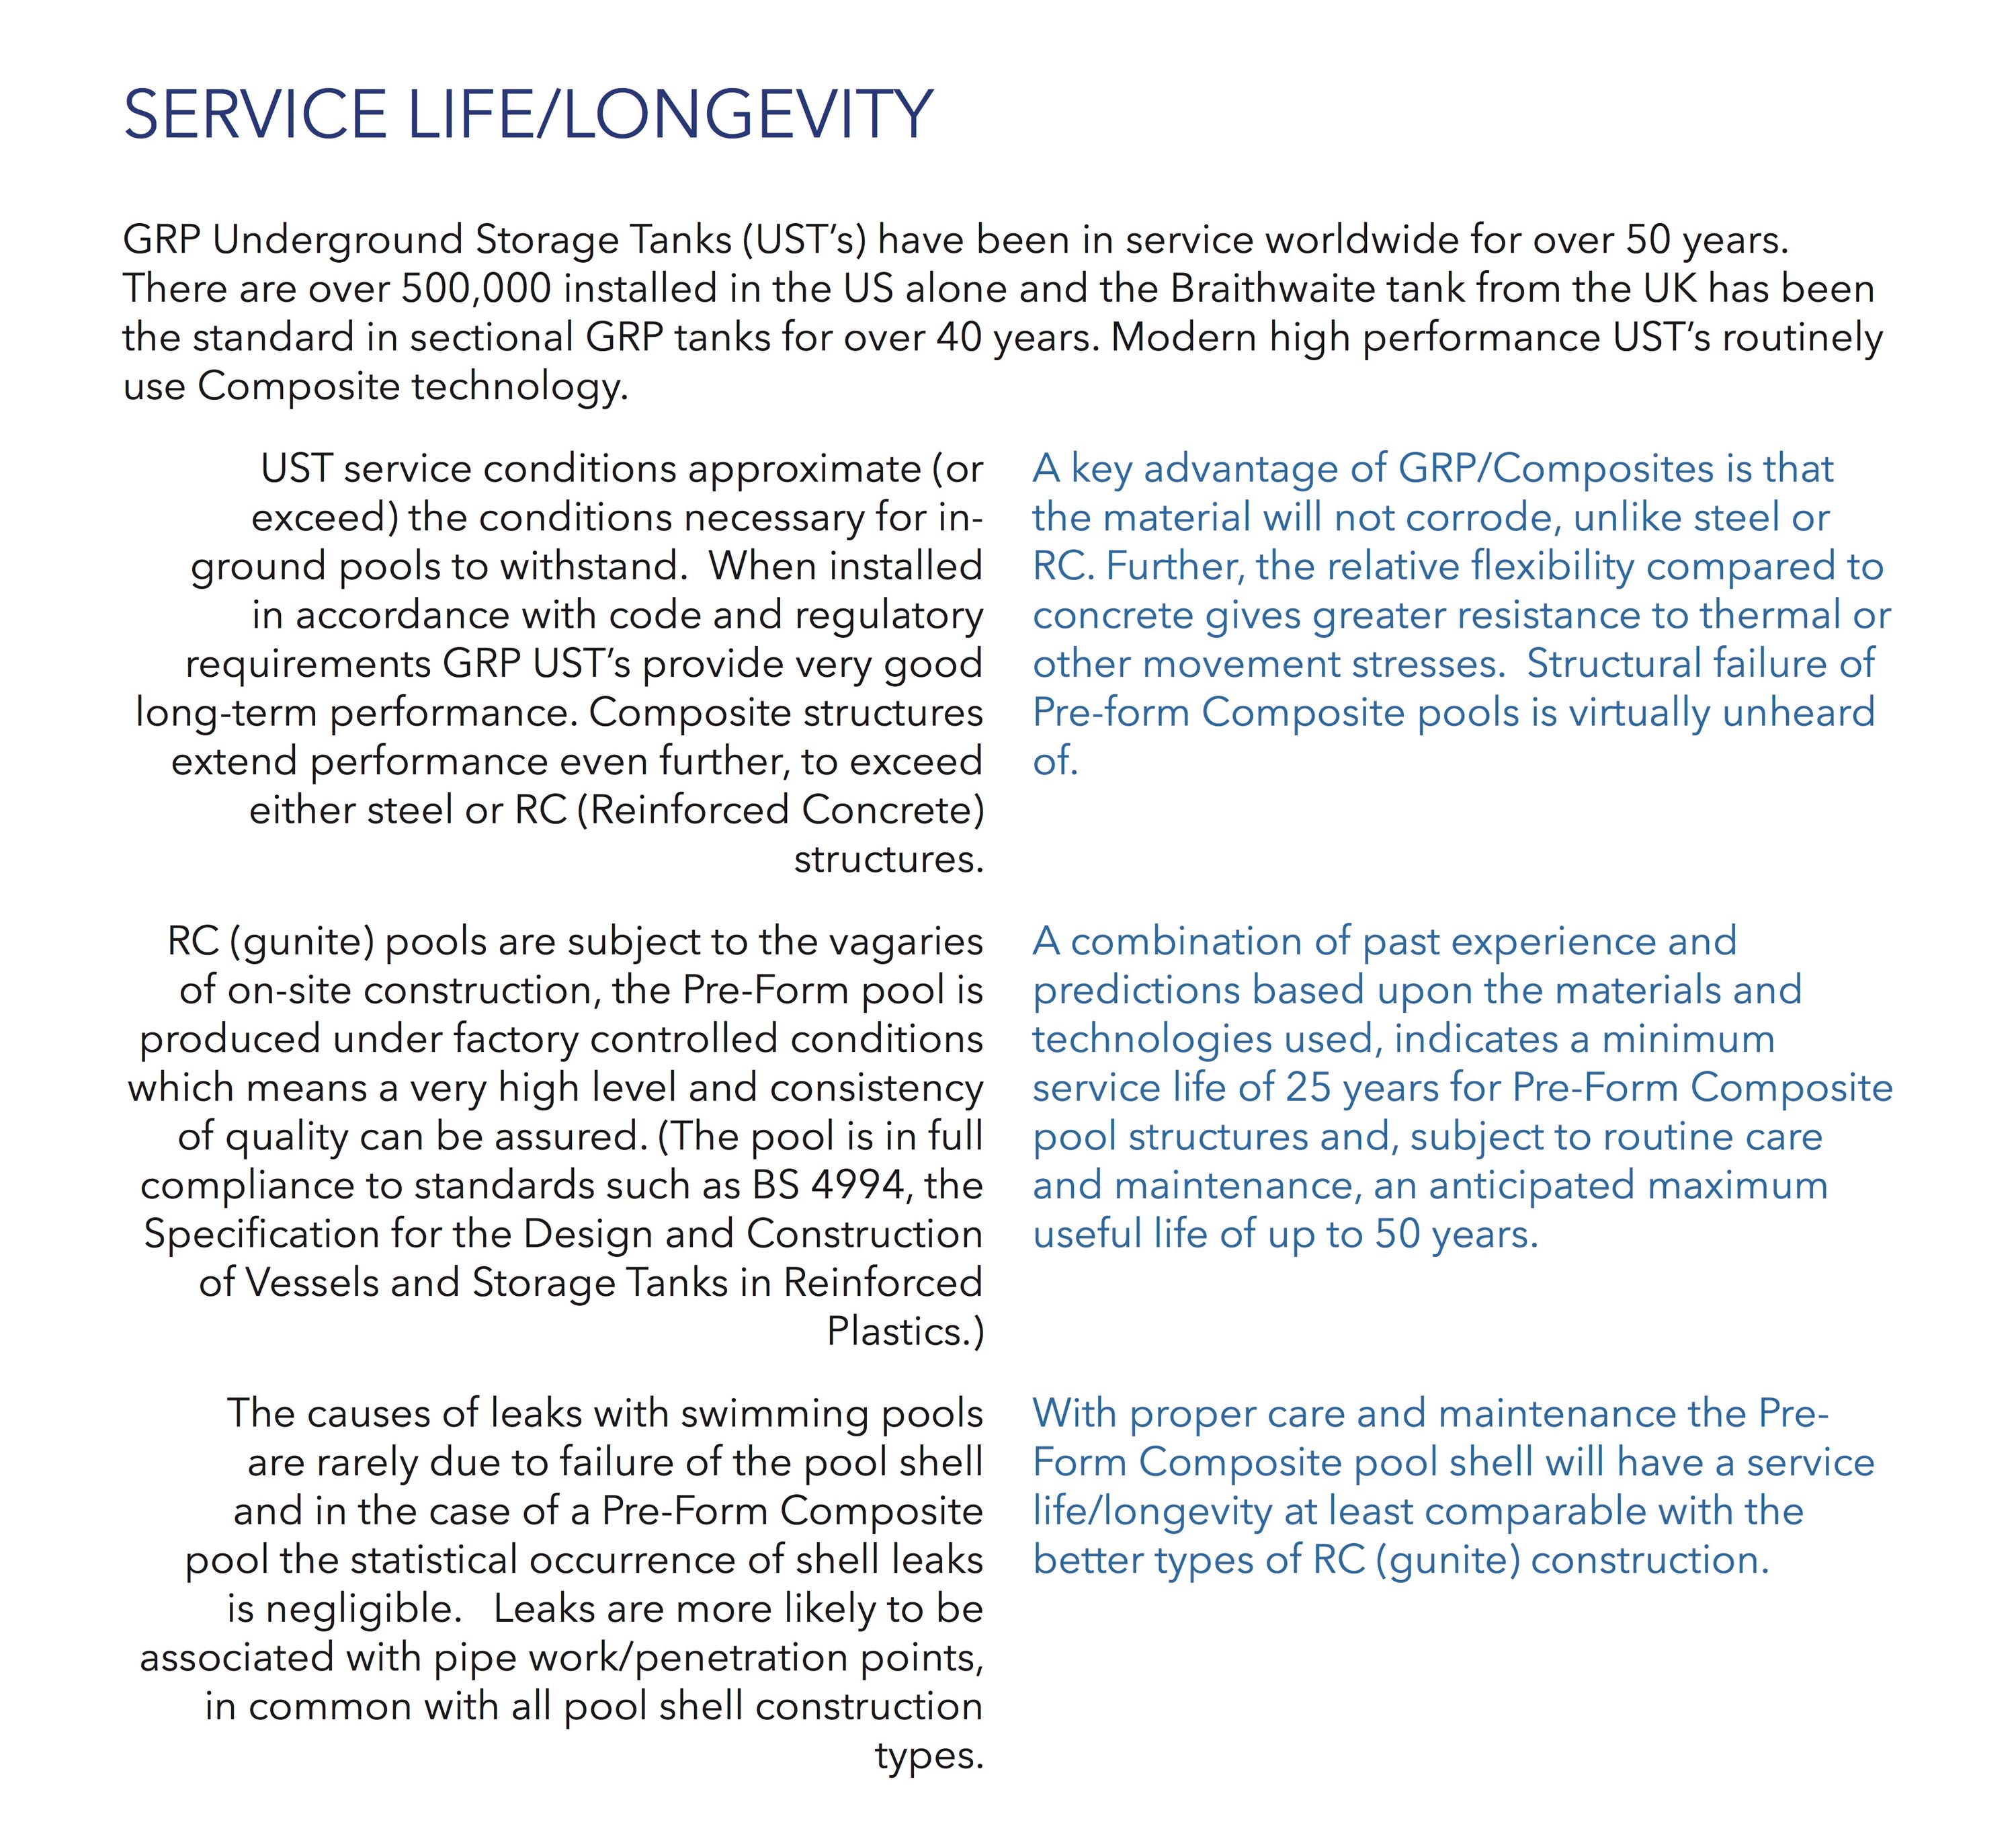 SERVICE LIFE/LONGEVITY
GRP Underground Storage Tanks (UST’s) have been in service worldwide for over 50 years.
There are over 500,000 installed in the US alone and the Braithwaite tank from the UK has been
the standard in sectional GRP tanks for over 40 years. Modern high performance UST’s routinely
use Composite technology.
UST service conditions approximate (or
exceed) the conditions necessary for in-
ground pools to withstand.  When installed
in accordance with code and regulatory
requirements GRP UST’s provide very good
long-term performance. Composite structures
extend performance even further, to exceed
either steel or RC (Reinforced Concrete)
structures.
A key advantage of GRP/Composites is that
the material will not corrode, unlike steel or
RC. Further, the relative flexibility compared to
concrete gives greater resistance to thermal or
other movement stresses.  Structural failure of
Pre-form Composite pools is virtually unheard
of.
RC (gunite) pools are subject to the vagaries
of on-site construction, the Pre-Form pool is
produced under factory controlled conditions
which means a very high level and consistency
of quality can be assured. (The pool is in full
compliance to standards such as BS 4994, the
Specification for the Design and Construction
of Vessels and Storage Tanks in Reinforced
Plastics.)
A combination of past experience and
predictions based upon the materials and
technologies used, indicates a minimum
service life of 25 years for Pre-Form Composite
pool structures and, subject to routine care
and maintenance, an anticipated maximum
useful life of up to 50 years.
The causes of leaks with swimming pools
are rarely due to failure of the pool shell
and in the case of a Pre-Form Composite
pool the statistical occurrence of shell leaks
is negligible.   Leaks are more likely to be
associated with pipe work/penetration points,
in common with all pool shell construction
types.
With proper care and maintenance the Pre-
Form Composite pool shell will have a service
life/longevity at least comparable with the
better types of RC (gunite) construction.